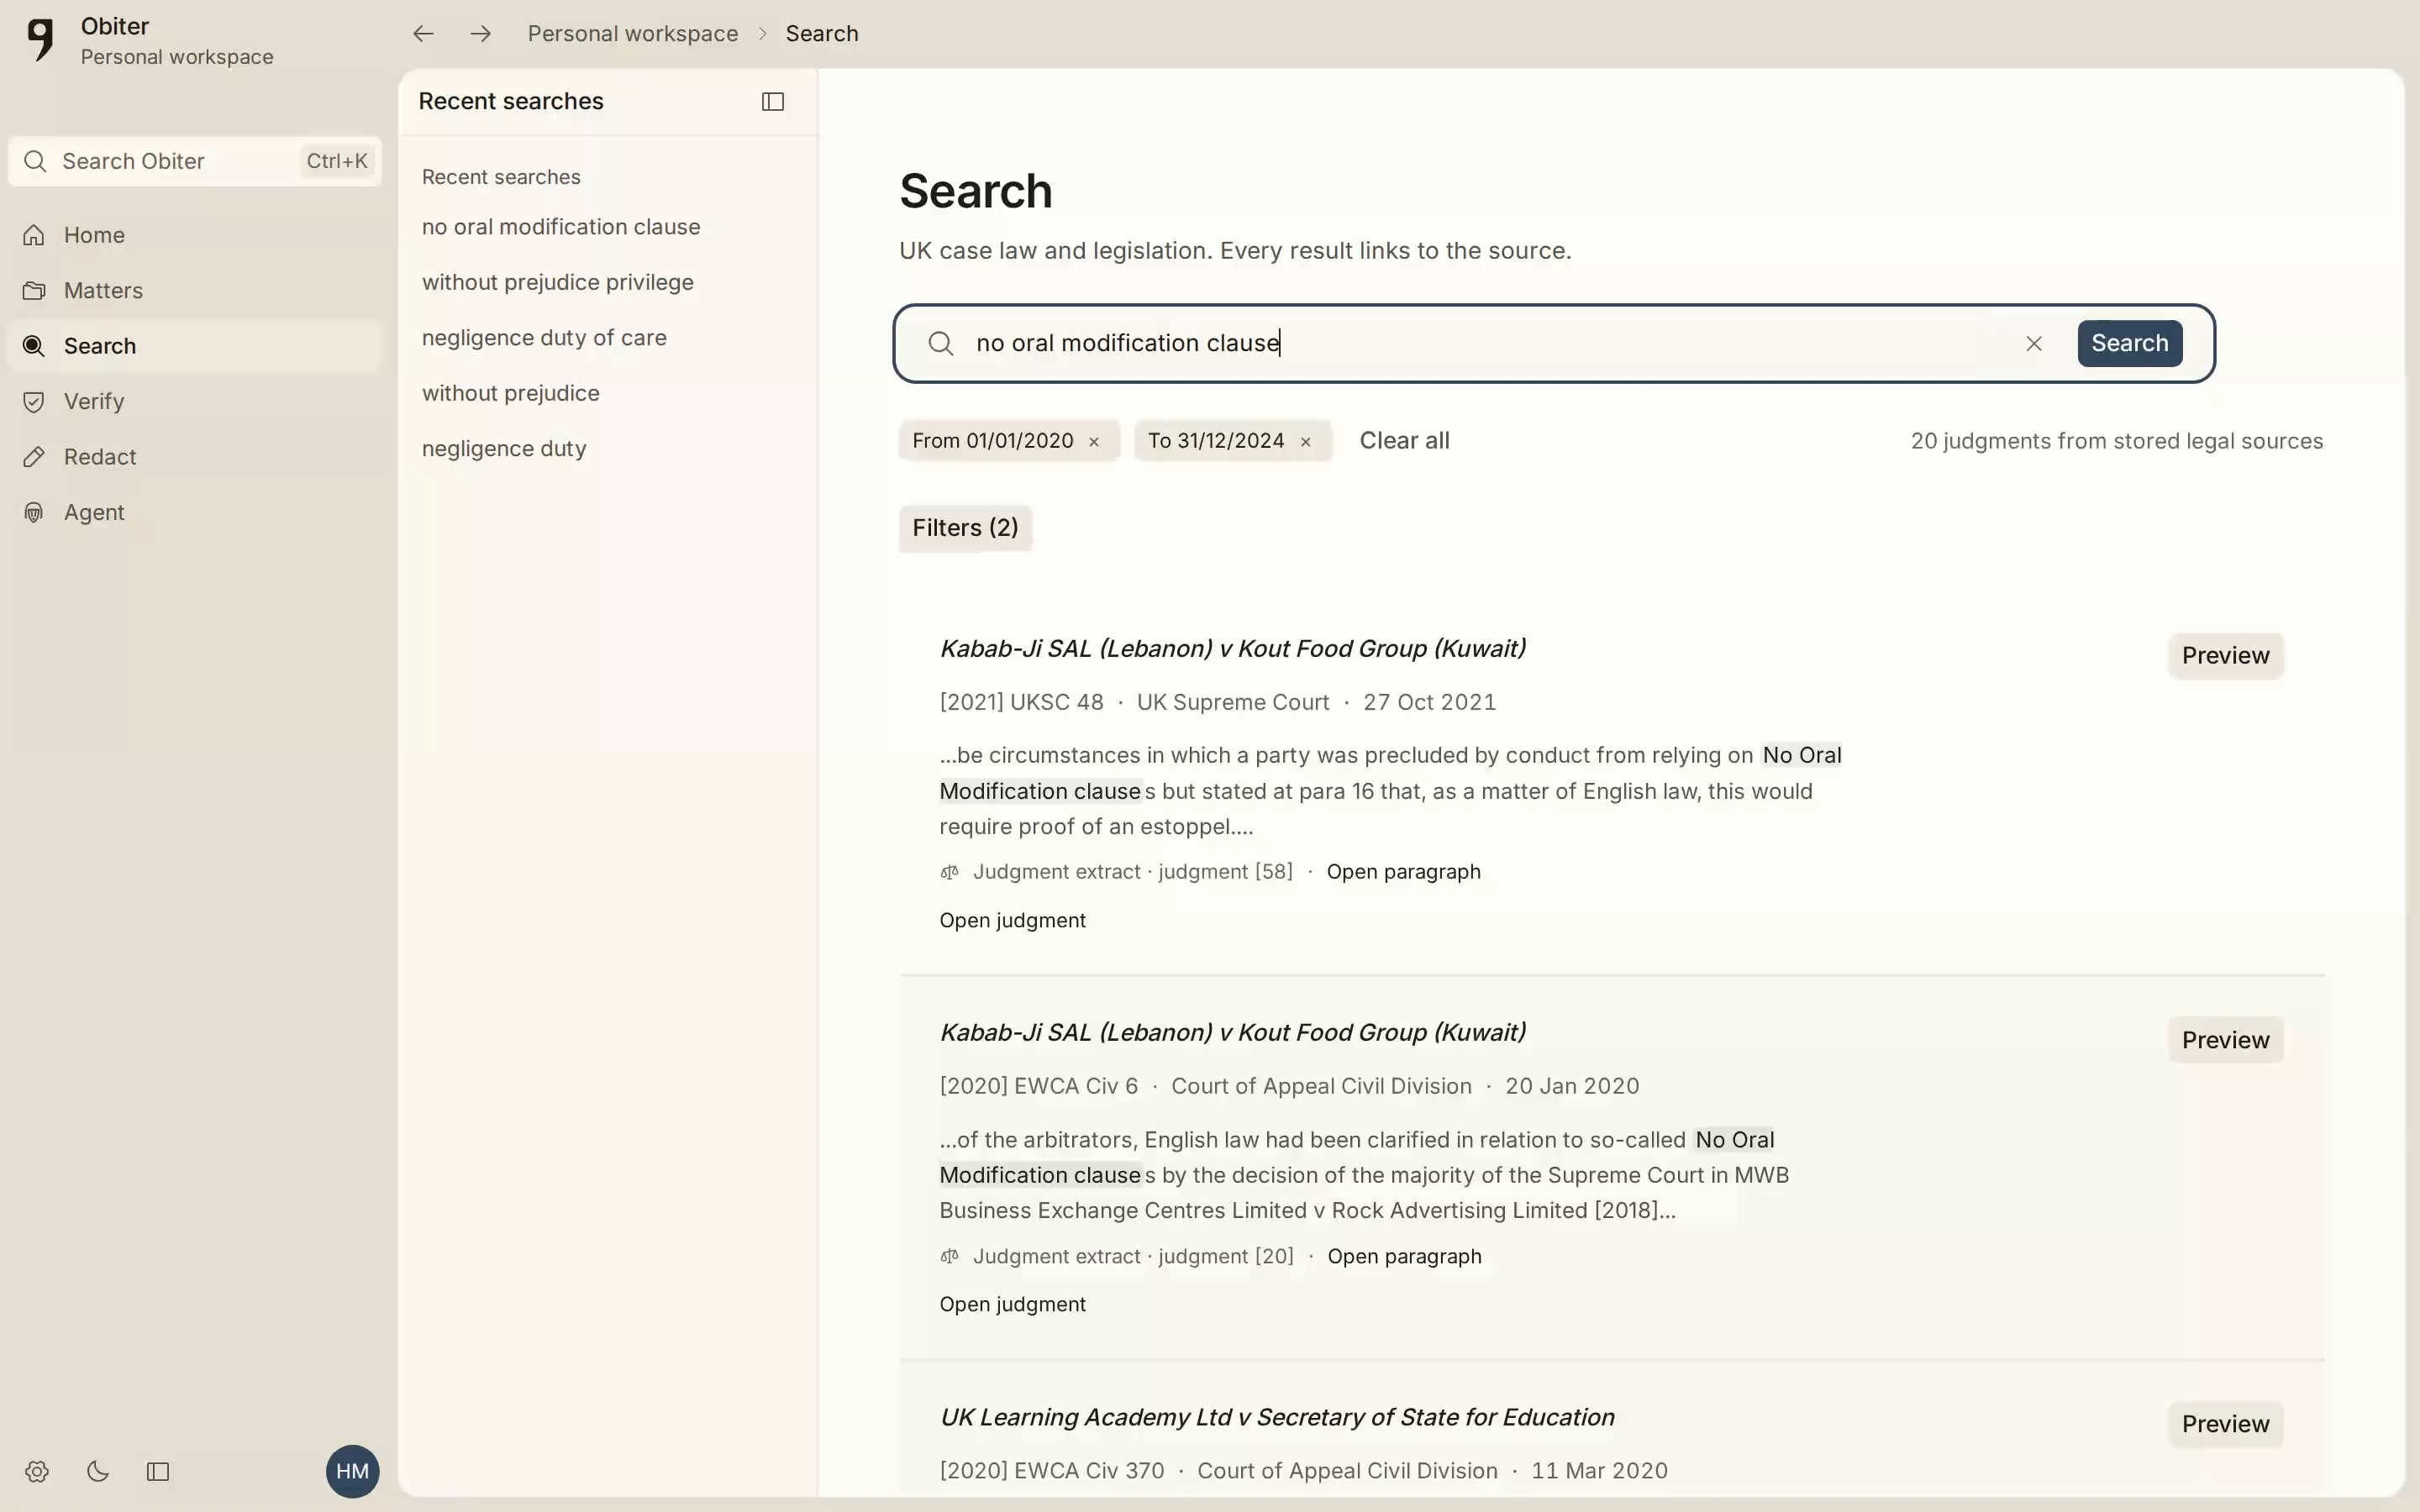 Obiter
Personal workspace
Search Obiter Ctrl+K
Home
Matters
Search
Verify
Redact
Agent
HM
Personal workspace Search
Recent searches
Recent searches
no oral modification clause
without prejudice privilege
negligence duty of care
without prejudice
negligence duty
Search
UK case law and legislation. Every result links to the source.
no oral modification clause Search
From 01/01/2020 × To 31/12/2024 × Clear all 20 judgments from stored legal sources
Filters (2)
Kabab-Ji SAL (Lebanon) v Kout Food Group (Kuwait) Preview
[2021] UKSC 48 · UK Supreme Court · 27 Oct 2021
...be circumstances in which a party was precluded by conduct from relying on No Oral
Modification clauses but stated at para 16 that, as a matter of English law, this would
require proof of an estoppel....
Judgment extract · judgment [58] · Open paragraph
Open judgment
Kabab-Ji SAL (Lebanon) v Kout Food Group (Kuwait) Preview
[2020] EWCA Civ 6 · Court of Appeal Civil Division · 20 Jan 2020
...of the arbitrators, English law had been clarified in relation to so-called No Oral
Modification clauses by the decision of the majority of the Supreme Court in MWB
Business Exchange Centres Limited v Rock Advertising Limited [2018]...
Judgment extract · judgment [20] · Open paragraph
Open judgment
UK Learning Academy Ltd v Secretary of State for Education Preview
[2020] EWCA Civ 370 · Court of Appeal Civil Division · 11 Mar 2020